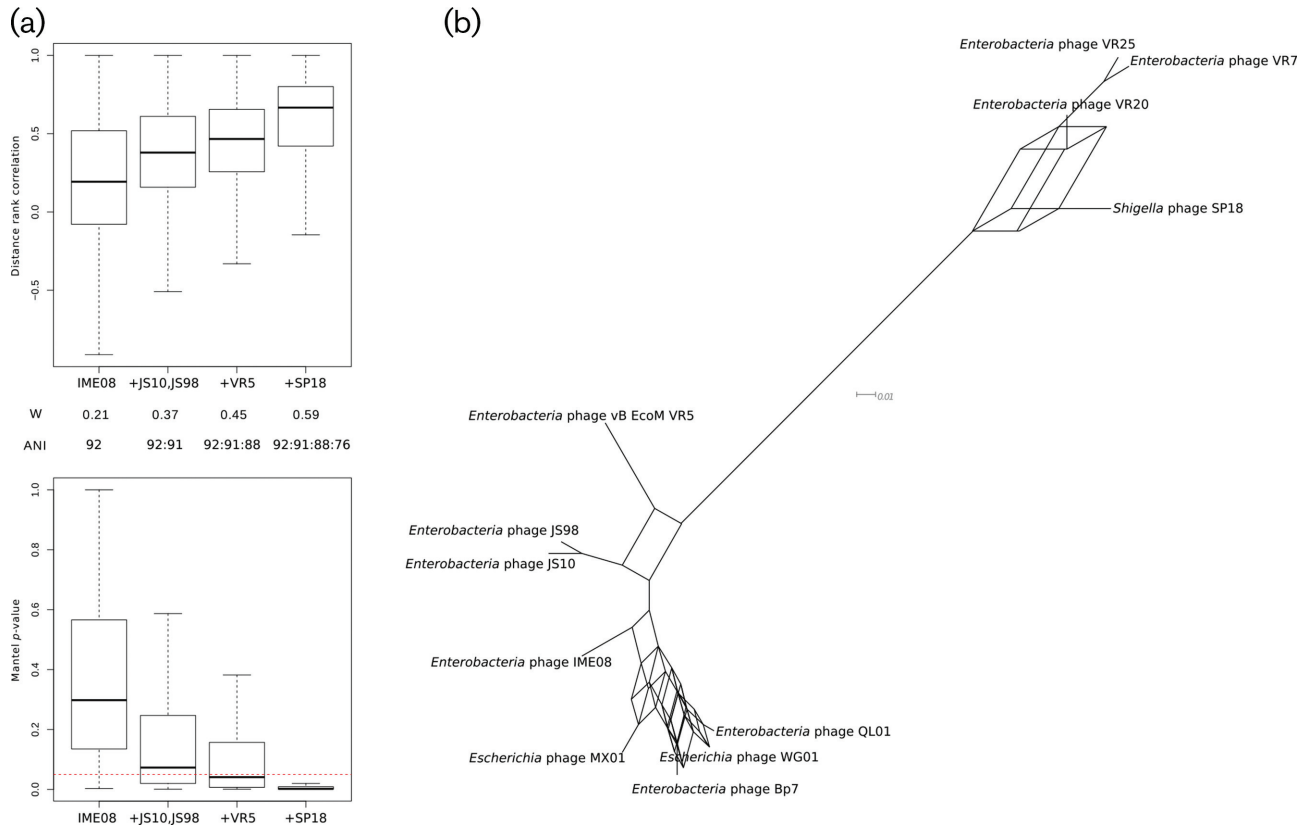 (a)
Distance rank correlation
1.0
0.5
0.0
−0.5
IME08 +JS10,JS98 +VR5 +SP18
W 0.21 0.37 0.45 0.59
ANI 92 92:91 92:91:88 92:91:88:76
Mantel p-value
1.0
0.8
0.6
0.4
0.2
0.0
IME08 +JS10,JS98 +VR5 +SP18
(b)
Enterobacteria phage VR25
Enterobacteria phage VR7
Enterobacteria phage VR20
Shigella phage SP18
0.01
Enterobacteria phage vB EcoM VR5
Enterobacteria phage JS98
Enterobacteria phage JS10
Enterobacteria phage IME08
Enterobacteria phage QL01
Escherichia phage MX01
Escherichia phage WG01
Enterobacteria phage Bp7